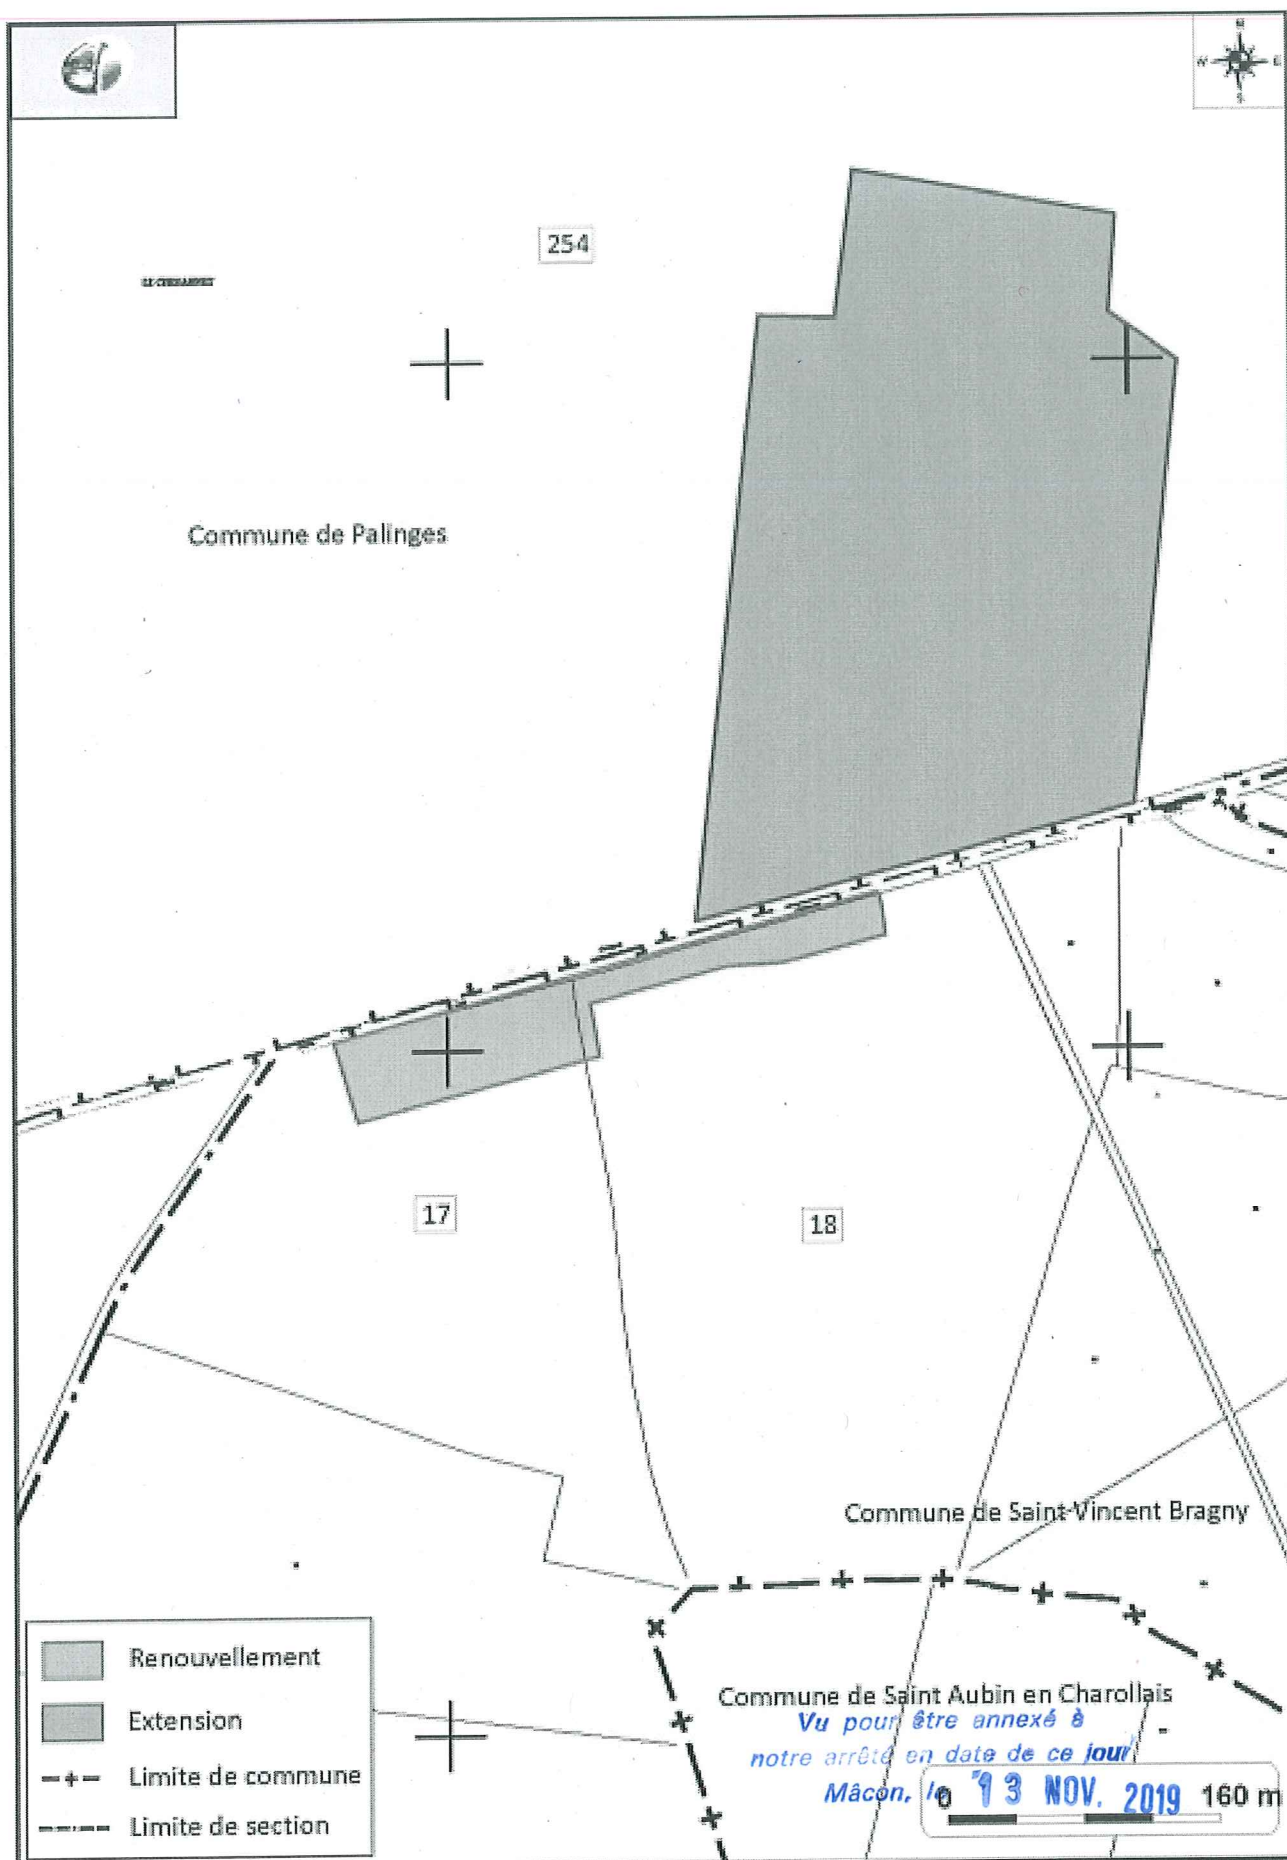 N
W E
S
254
Commune de Palinges
17
18
Commune de Saint Vincent Bragny
Renouvellement
Extension
Limite de commune
Limite de section
Commune de Saint Aubin en Charollais
Vu pour être annexé à
notre arrêté en date de ce jour
Mâcon, le 13 NOV. 2019
0 160 m